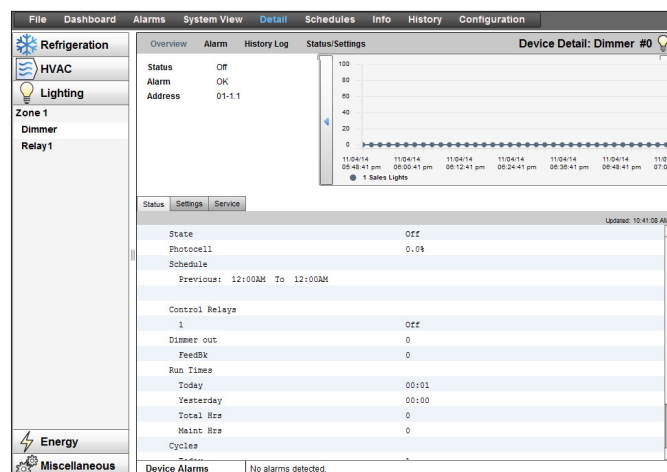 File Dashboard Alarms System View Detail Schedules Info History Configuration
Refrigeration
HVAC
Lighting
Zone 1
Dimmer
Relay1
Energy
Miscellaneous
Overview Alarm History Log Status/Settings Device Detail: Dimmer #0
Status Off
Alarm OK
Address 01-1.1
100
80
60
40
20
0
11/04/14 11/04/14 11/04/14 11/04/14 11/04/14 11/04/14 11/0
05:48:41 pm 06:00:41 pm 06:12:41 pm 06:24:41 pm 06:36:41 pm 06:48:41 pm 07:0
1 Sales Lights
Status Settings Service
Updated: 10:41:08 AM
State Off
Photocell 0.0%
Schedule
Previous: 12:00AM To 12:00AM
Control Relays
1 Off
Dimmer out 0
FeedBk 0
Run Times
Today 00:01
Yesterday 00:00
Total Hrs 0
Maint Hrs 0
Cycles
Today 1
Device Alarms No alarms detected.